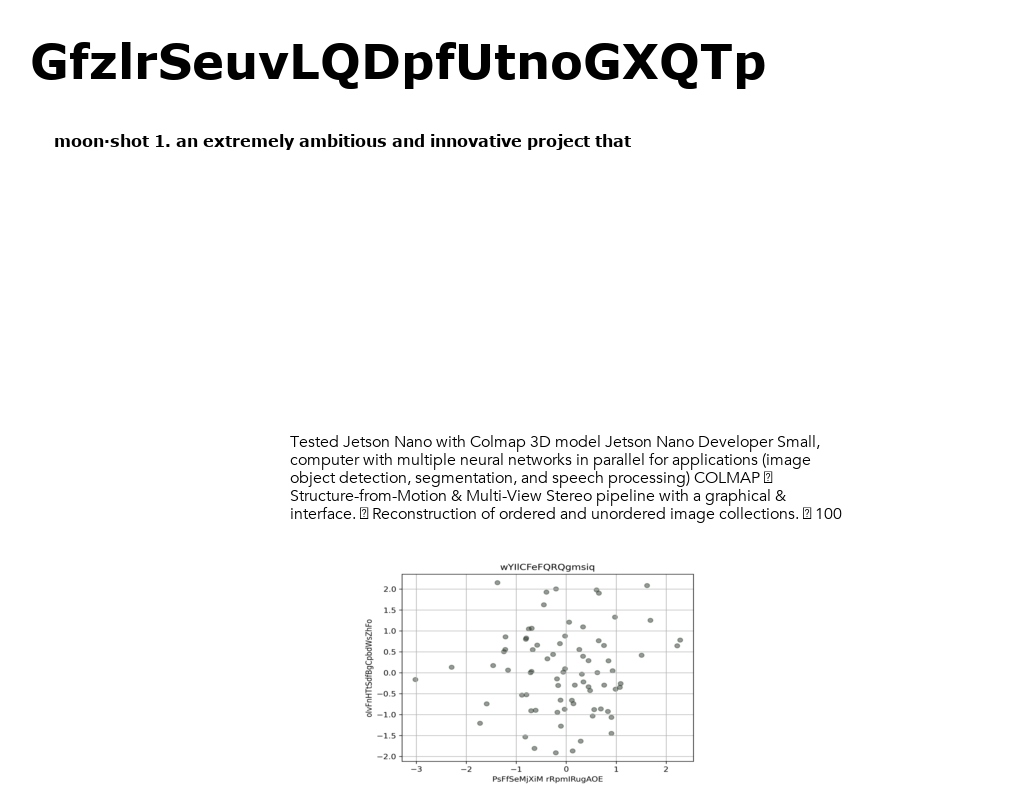 GfzlrSeuvLQDpfUtnoGXQTp
moon·shot 1. an extremely ambitious and innovative project that
Tested Jetson Nano with Colmap 3D model Jetson Nano Developer Small,
computer with multiple neural networks in parallel for applications (image
object detection, segmentation, and speech processing) COLMAP
Structure-from-Motion & Multi-View Stereo pipeline with a graphical &
interface. Reconstruction of ordered and unordered image collections. 100
2.0
1.5
1.0
0.5
0.0
−0.5
−1.0
−1.5
−2.0
−3 −2 −1 0 1 2
PsFfSeMjXiM rRpmIRugAOE